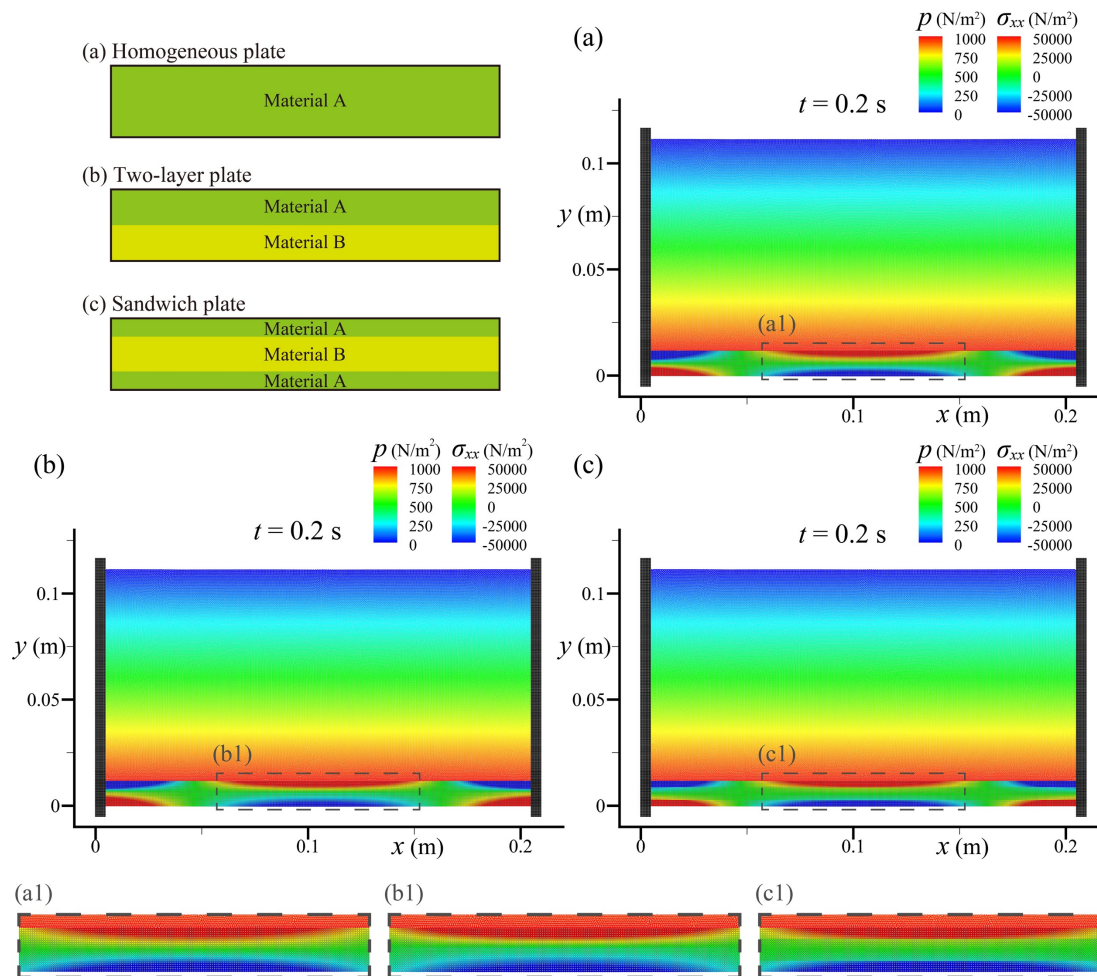 (a) Homogeneous plate
Material A
(b) Two-layer plate
Material A
Material B
(c) Sandwich plate
Material A
Material B
Material A
(a)
p (N/m²) σxx (N/m²)
1000 50000
750 25000
500 0
250 -25000
0 -50000
t = 0.2 s
0.1
y (m)
0.05
0
(a1)
0 0.1 x (m) 0.2
(b)
p (N/m²) σxx (N/m²)
1000 50000
750 25000
500 0
250 -25000
0 -50000
t = 0.2 s
0.1
y (m)
0.05
0
(b1)
0 0.1 x (m) 0.2
(c)
p (N/m²) σxx (N/m²)
1000 50000
750 25000
500 0
250 -25000
0 -50000
t = 0.2 s
0.1
y (m)
0.05
0
(c1)
0 0.1 x (m) 0.2
(a1) (b1) (c1)